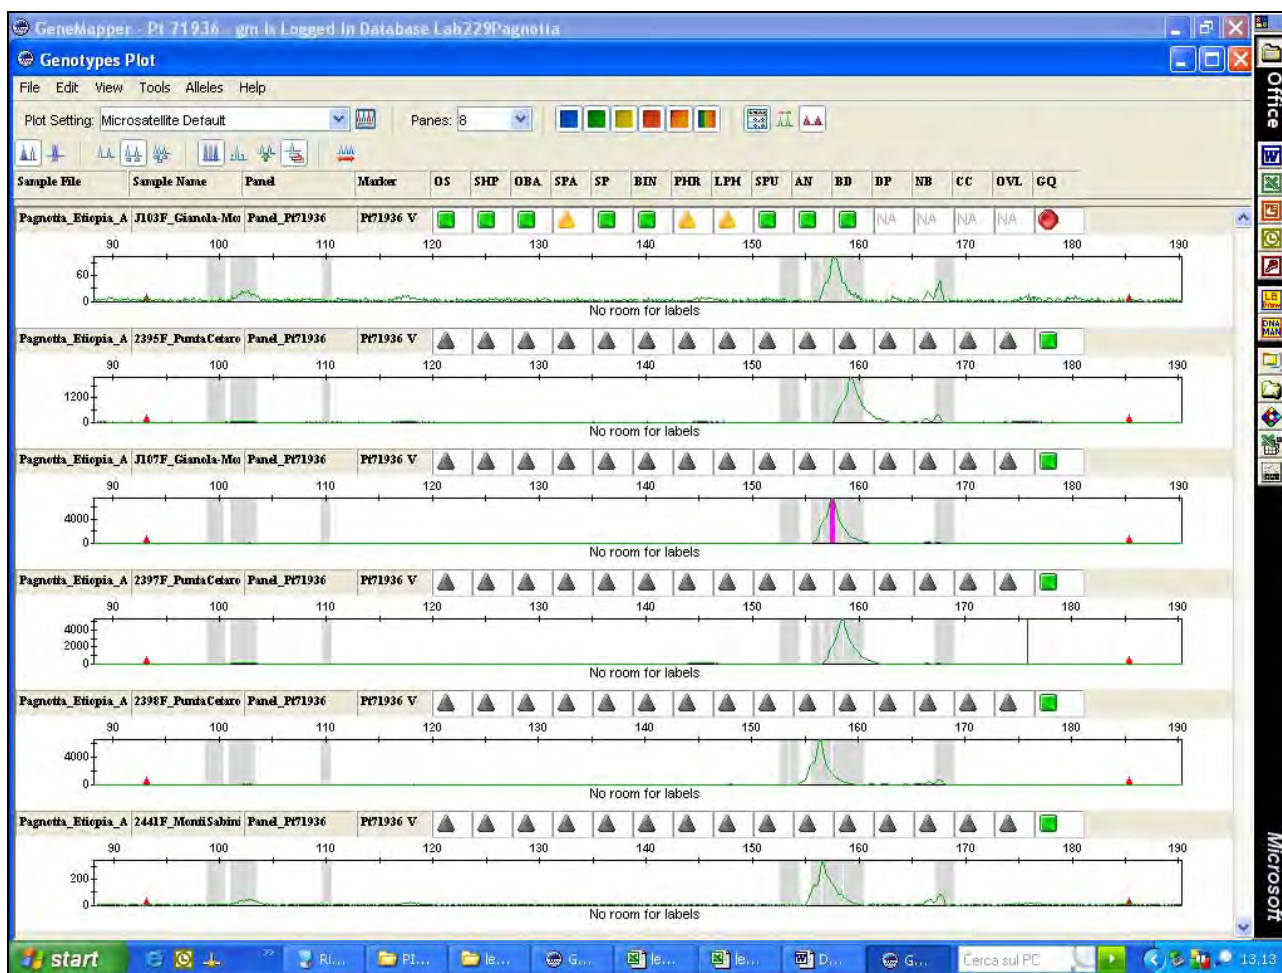 GeneMapper - Pt 71936 - gm Is Logged In Database Lab229Pagnotta
Genotypes Plot
File Edit View Tools Alleles Help
Plot Setting: Microsatellite Default Panes: 8
Sample File Sample Name Panel Marker OS SHP OBA SPA SP BIN PHR LPH SPU AN BD DP NB CC OVL GQ
Pagnotta_Etiopia_A J103F_Gianola-Mo Panel_Pt71936 Pt71936 V NA NA NA NA
90 100 110 120 130 140 150 160 170 180 190
60
0
No room for labels
Pagnotta_Etiopia_A 2395F_PuntaCetaro Panel_Pt71936 Pt71936 V
90 100 110 120 130 140 150 160 170 180 190
1200
0
No room for labels
Pagnotta_Etiopia_A J107F_Gianola-Mo Panel_Pt71936 Pt71936 V
90 100 110 120 130 140 150 160 170 180 190
4000
0
No room for labels
Pagnotta_Etiopia_A 2397F_PuntaCetaro Panel_Pt71936 Pt71936 V
90 100 110 120 130 140 150 160 170 180 190
4000
2000
0
No room for labels
Pagnotta_Etiopia_A 2398F_PuntaCetaro Panel_Pt71936 Pt71936 V
90 100 110 120 130 140 150 160 170 180 190
4000
0
No room for labels
Pagnotta_Etiopia_A 2441F_MontiSabini Panel_Pt71936 Pt71936 V
90 100 110 120 130 140 150 160 170 180 190
200
0
No room for labels
start Ri... PI... le... G... le... le... D... G... Cerca sul PC 13.13
Office
DNA MAN
Microsoft